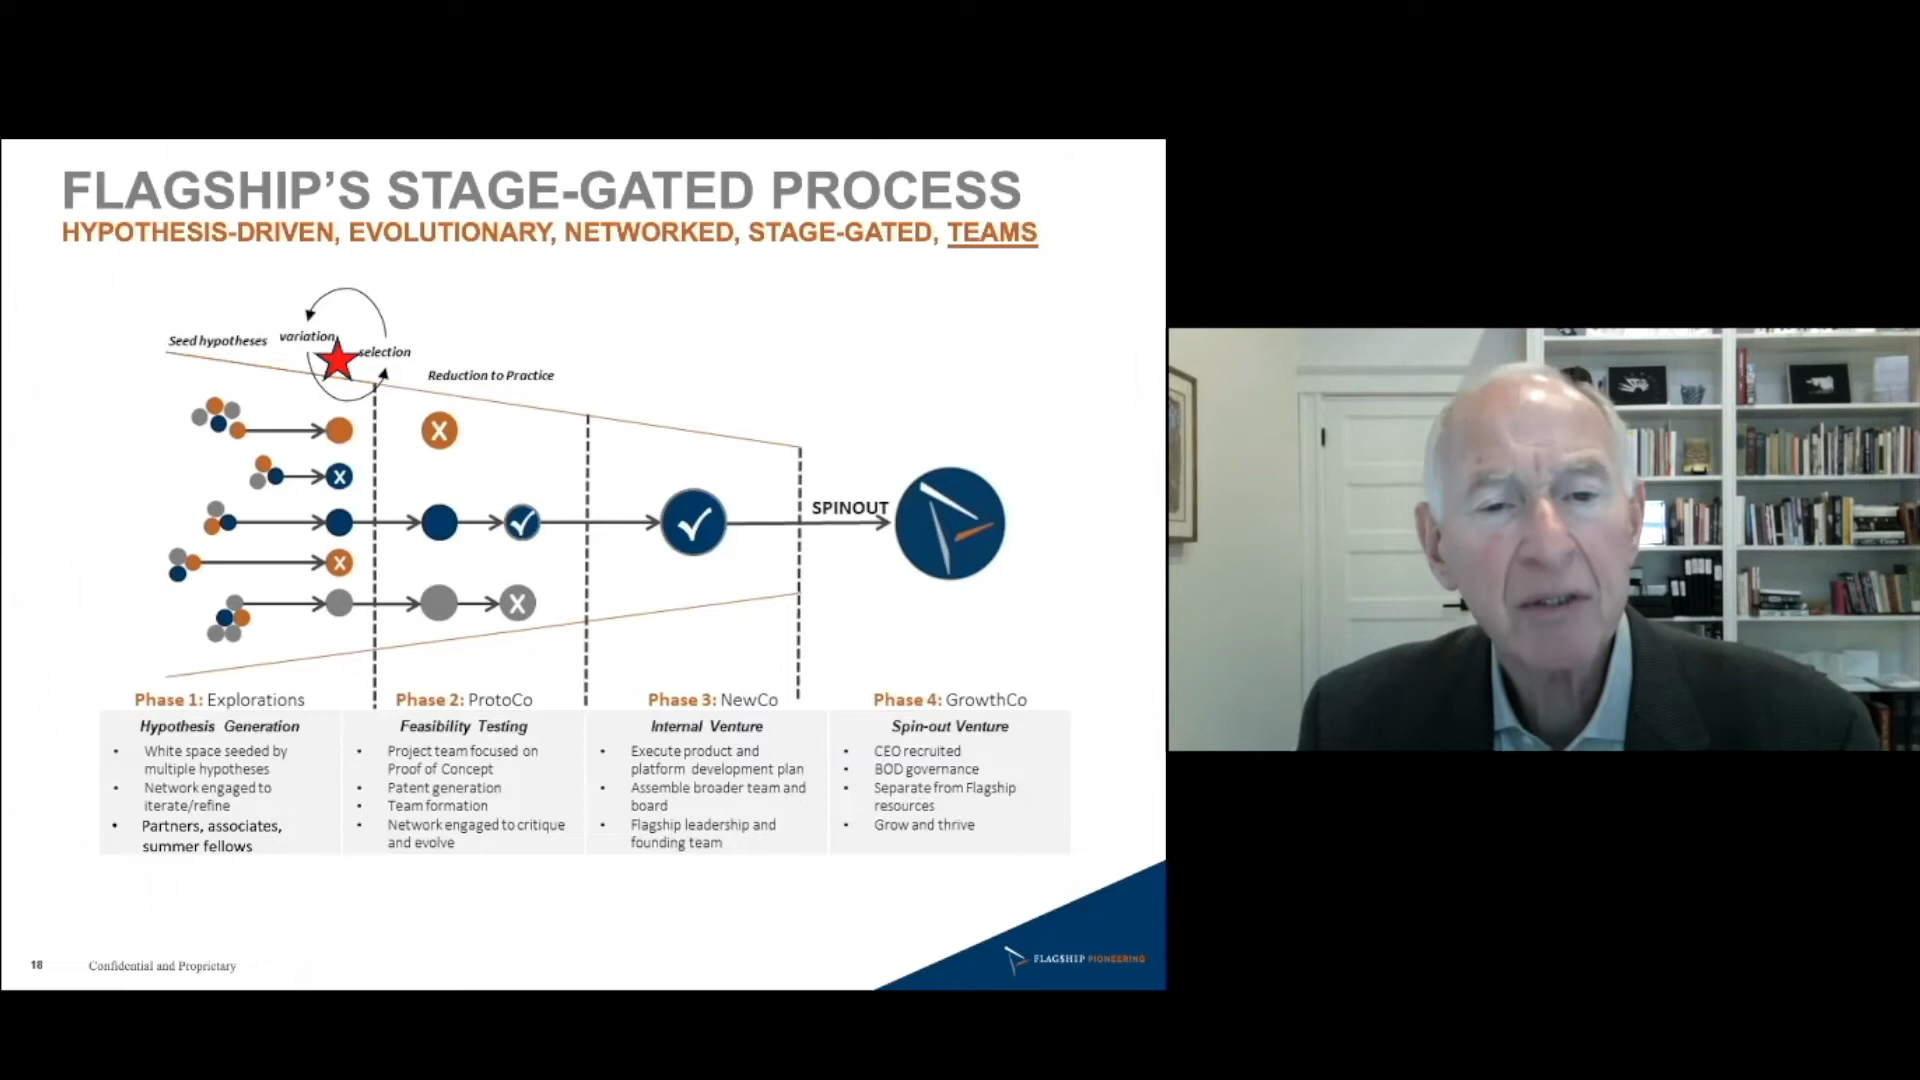 FLAGSHIP'S STAGE-GATED PROCESS
HYPOTHESIS-DRIVEN, EVOLUTIONARY, NETWORKED, STAGE-GATED, TEAMS
Seed hypotheses
variation
selection
Reduction to Practice
X
X
SPINOUT
X
X
Phase 1: Explorations
Hypothesis Generation
• White space seeded by
multiple hypotheses
• Network engaged to
iterate/refine
• Partners, associates,
summer fellows
Phase 2: ProtoCo
Feasibility Testing
• Project team focused on
Proof of Concept
• Patent generation
• Team formation
• Network engaged to critique
and evolve
Phase 3: NewCo
Internal Venture
• Execute product and
platform development plan
• Assemble broader team and
board
• Flagship leadership and
founding team
Phase 4: GrowthCo
Spin-out Venture
• CEO recruited
• BOD governance
• Separate from Flagship
resources
• Grow and thrive
18
Confidential and Proprietary
FLAGSHIP PIONEERING